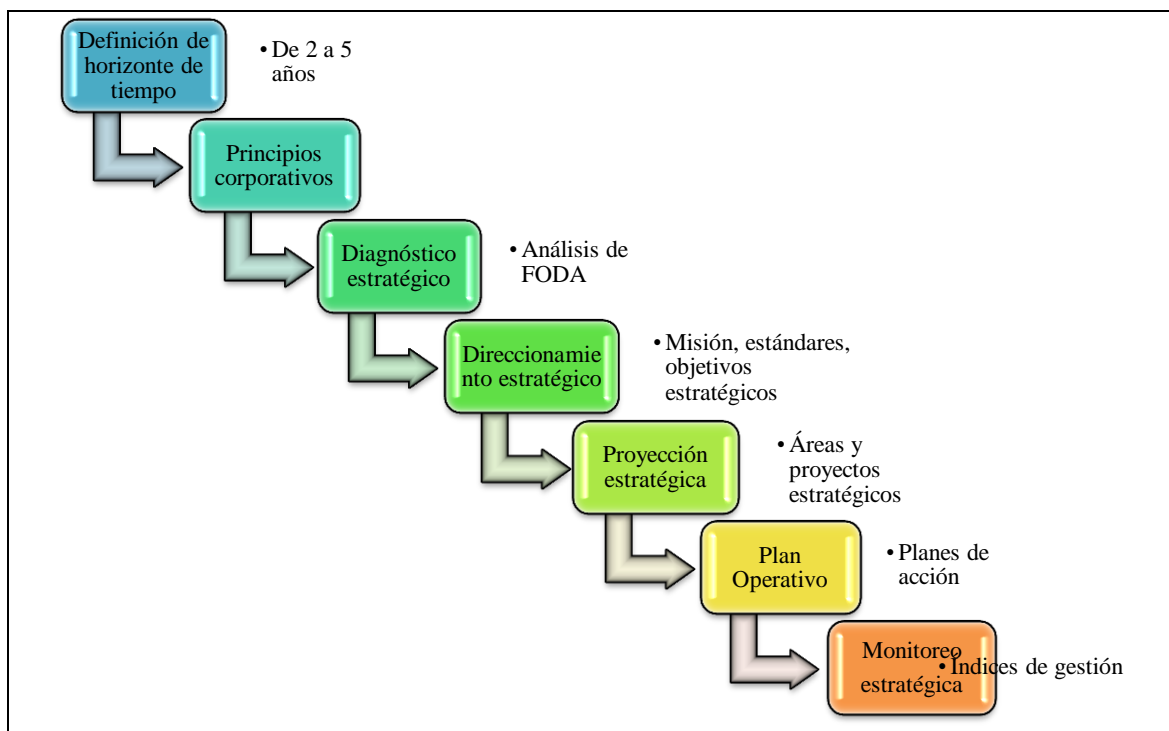 Definición de
horizonte de
tiempo
• De 2 a 5
años
Principios
corporativos
Diagnóstico
estratégico
• Análisis de
FODA
Direccionamie
nto estratégico
• Misión, estándares,
objetivos
estratégicos
Proyección
estratégica
• Áreas y
proyectos
estratégicos
Plan
Operativo
• Planes de
acción
Monitoreo
estratégica
• Índices de gestión